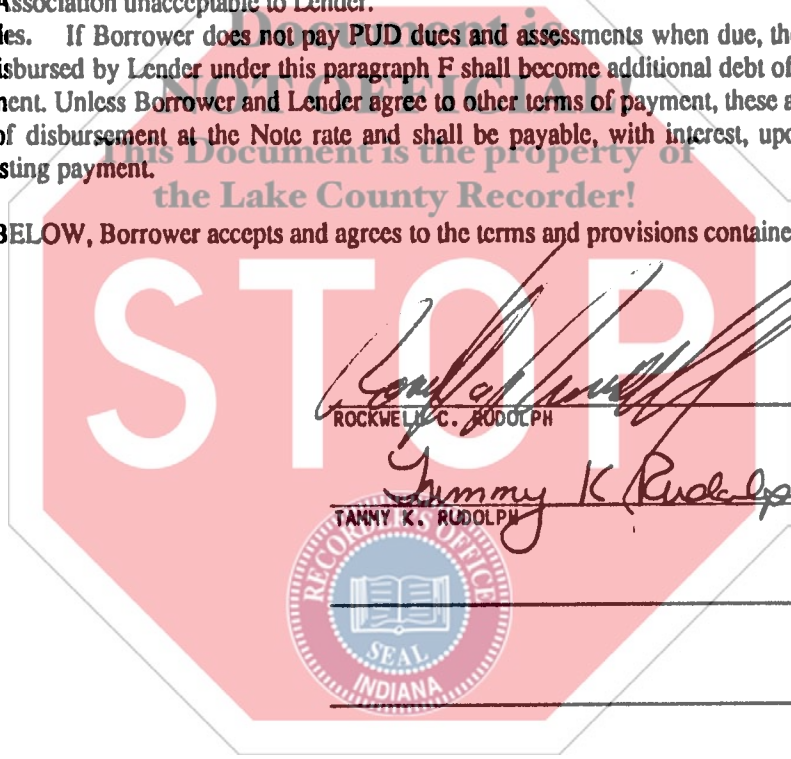 Association unacceptable to Lender.
Document is
ies. If Borrower does not pay PUD dues and assessments when due, the
isbursed by Lender under this paragraph F shall become additional debt of
NOT OFFICIAL!
nent. Unless Borrower and Lender agree to other terms of payment, these a
of disbursement at the Note rate and shall be payable, with interest, upo
This Document is the property of
sting payment.
the Lake County Recorder!
BELOW, Borrower accepts and agrees to the terms and provisions containe
STOP
ROCKWELL C. RUDOLPH
Tammy K Rudolp
TAMMY K. RUDOLPH
RECORDER'S OFFICE
SEAL
INDIANA